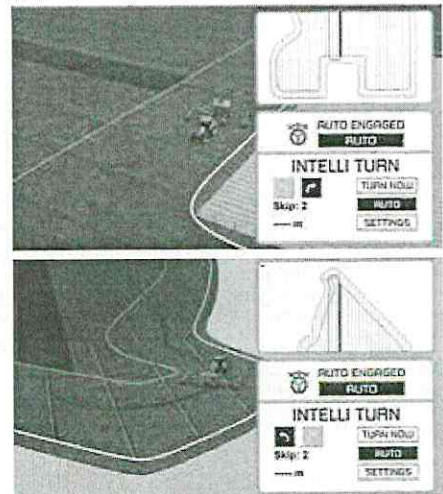 AUTO ENGAGED
AUTO
INTELLI TURN
TURN NOW
Skip: 2
AUTO
---- m
SETTINGS
AUTO ENGAGED
AUTO
INTELLI TURN
TURN NOW
Skip: 2
AUTO
---- m
SETTINGS